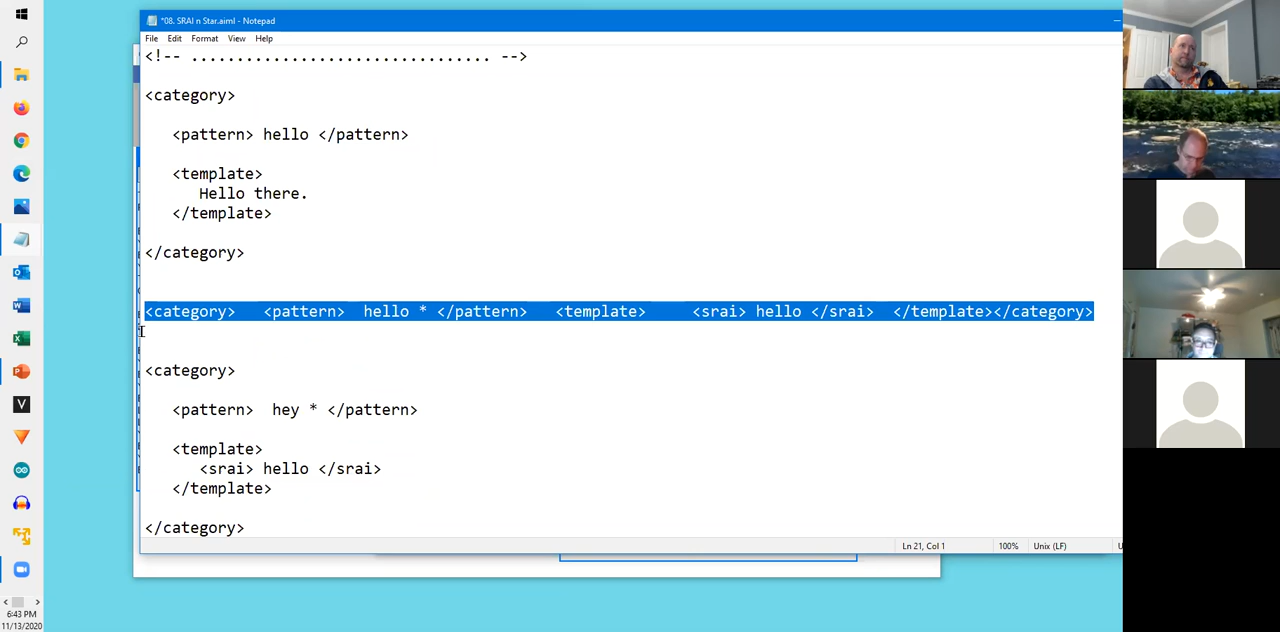 *08. SRAI n Star.aiml - Notepad
File Edit Format View Help
<!-- ................................. -->
<category>
<pattern> hello </pattern>
<template>
Hello there.
</template>
</category>
<category>   <pattern>  hello * </pattern>   <template>     <srai> hello </srai>  </template></category>
<category>
<pattern>  hey * </pattern>
<template>
<srai> hello </srai>
</template>
</category>
Ln 21, Col 1 100% Unix (LF) U
6:43 PM
11/13/2020